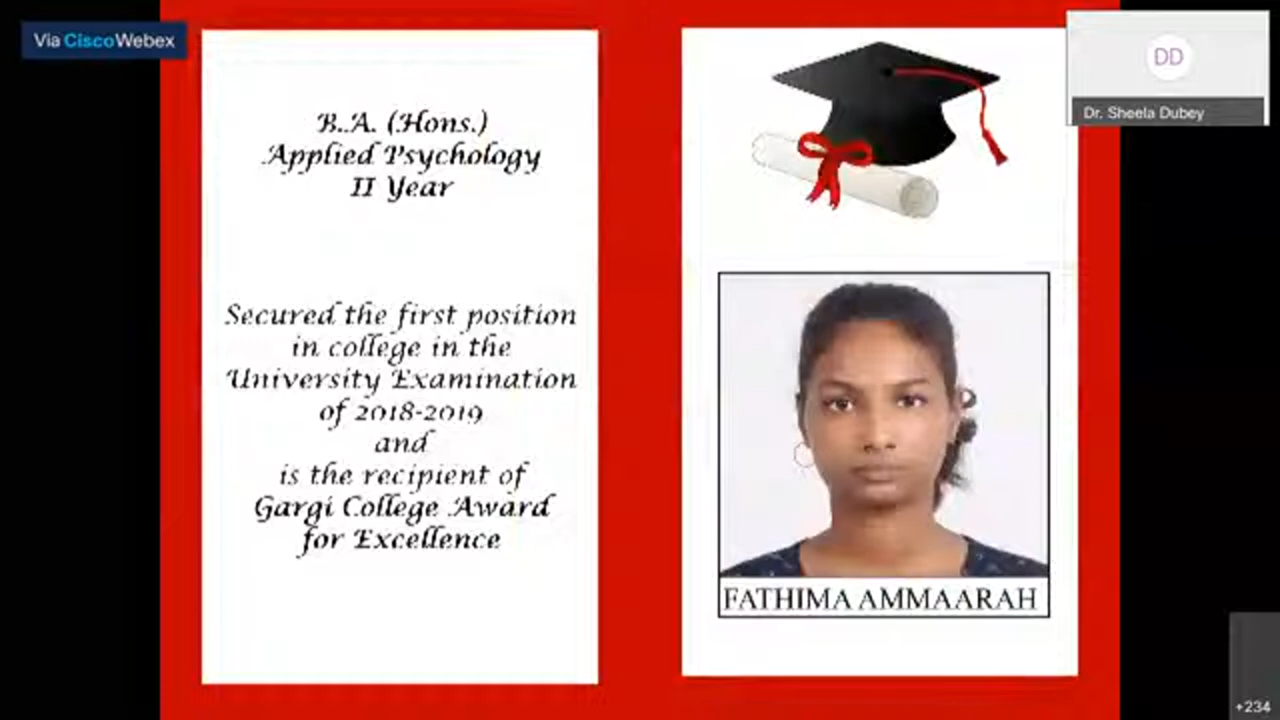 Via CiscoWebex
B.A. (Hons.)
Applied Psychology
II Year
Secured the first position
in college in the
University Examination
of 2018-2019
and
is the recipient of
Gargi College Award
for Excellence
FATHIMA AMMAARAH
DD
Dr. Sheela Dubey
+234